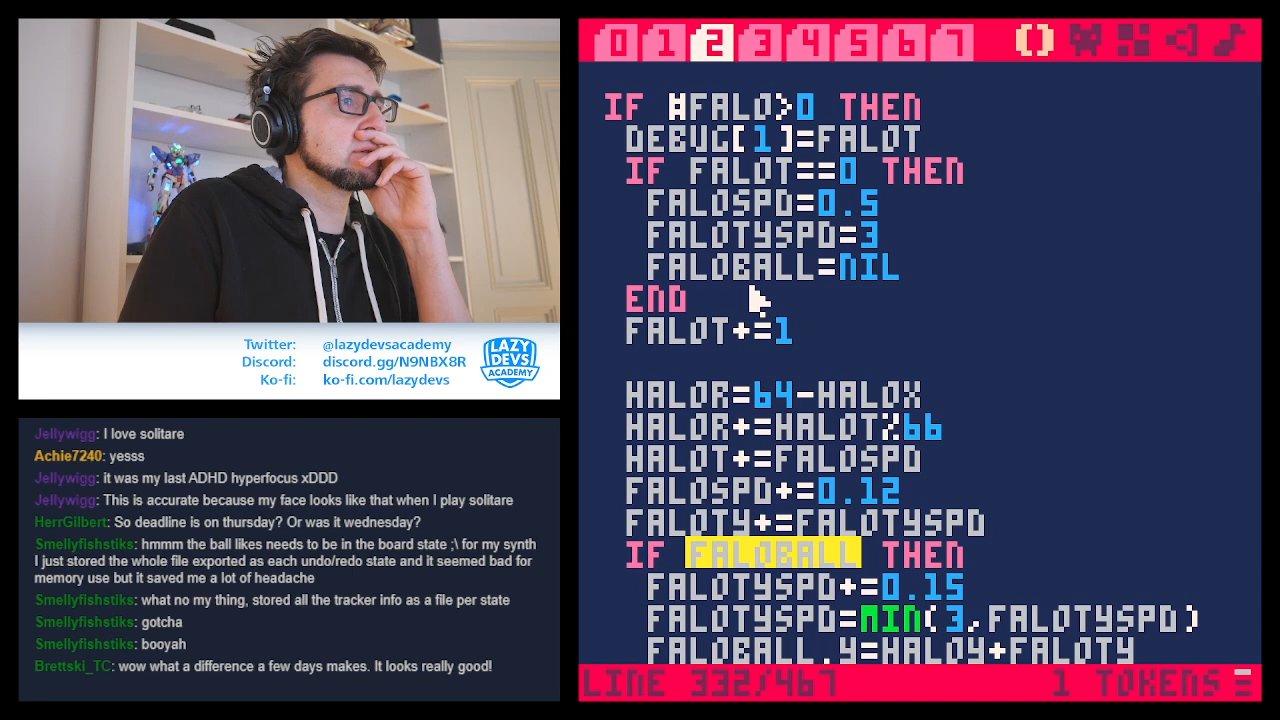 Twitter: @lazydevsacademy
Discord: discord.gg/N9NBX8R
Ko-fi: ko-fi.com/lazydevs
LAZY
DEVS
ACADEMY
Jellywigg: I love solitare
Achie7240: yesss
Jellywigg: it was my last ADHD hyperfocus xDDD
Jellywigg: This is accurate because my face looks like that when I play solitare
HerrGilbert: So deadline is on thursday? Or was it wednesday?
Smellyfishstiks: hmmm the ball likes needs to be in the board state ;\ for my synth
I just stored the whole file exported as each undo/redo state and it seemed bad for
memory use but it saved me a lot of headache
Smellyfishstiks: what no my thing, stored all the tracker info as a file per state
Smellyfishstiks: gotcha
Smellyfishstiks: booyah
Brettski_TC: wow what a difference a few days makes. It looks really good!
0 1 2 3 4 5 6 7 ()
IF #FALO>0 THEN
DEBUG[1]=FALOT
IF FALOT==0 THEN
FALOSPD=0.5
FALOTYSPD=3
FALOBALL=NIL
END
FALOT+=1
HALOR=64-HALOX
HALOR+=HALOT%66
HALOT+=FALOSPD
FALOSPD+=0.12
FALOTY+=FALOTYSPD
IF FALOBALL THEN
FALOTYSPD+=0.15
FALOTYSPD=MIN(3,FALOTYSPD)
FALOBALL.Y=HALOY+FALOTY
LINE 332/467 1 TOKENS